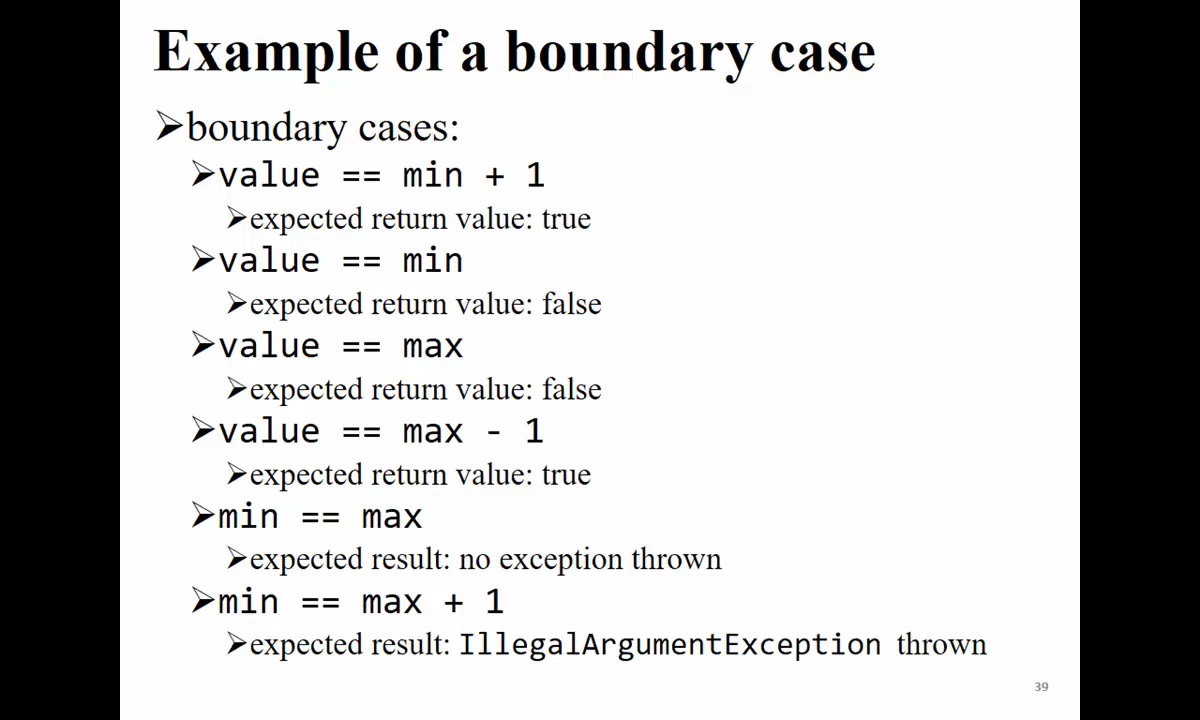 Example of a boundary case
➢boundary cases:
➢value == min + 1
➢expected return value: true
➢value == min
➢expected return value: false
➢value == max
➢expected return value: false
➢value == max - 1
➢expected return value: true
➢min == max
➢expected result: no exception thrown
➢min == max + 1
➢expected result: IllegalArgumentException thrown
39